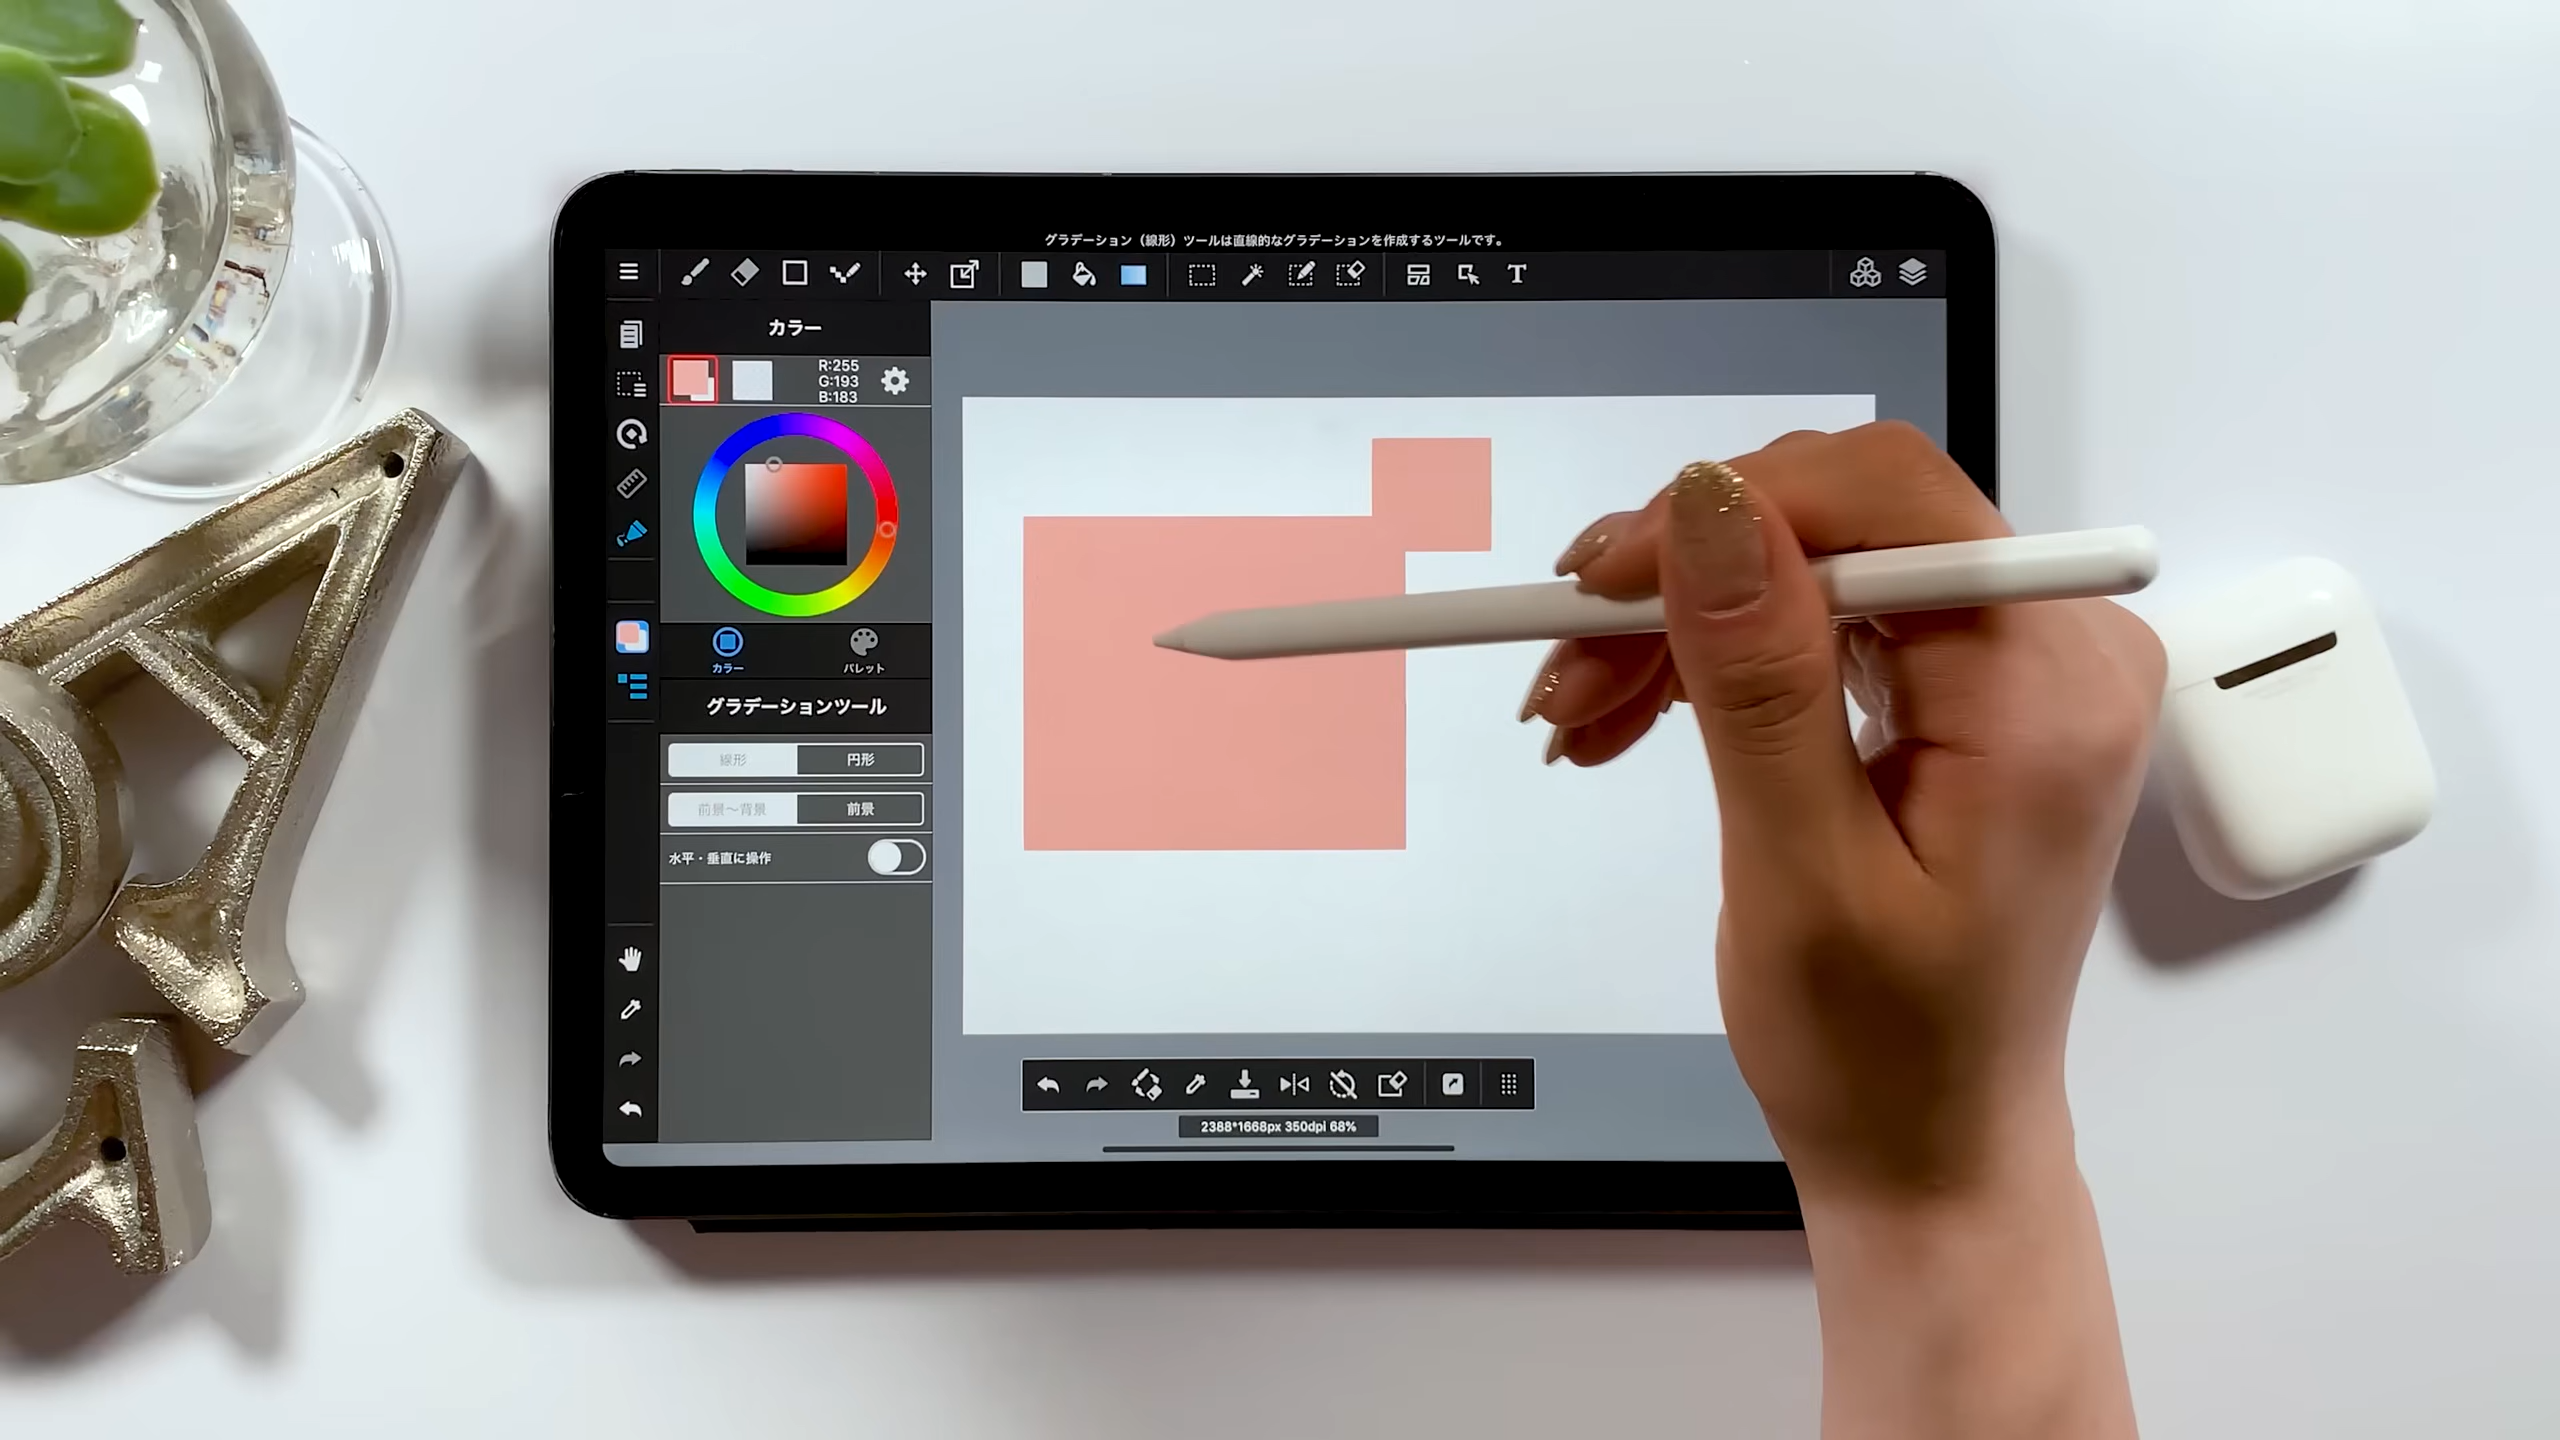 グラデーション（線形）ツールは直線的なグラデーションを作成するツールです。
T
カラー
R:255
G:193
B:183
カラー
パレット
グラデーションツール
線形
円形
前景～背景
前景
水平・垂直に操作
2388*1668px 350dpi 68%